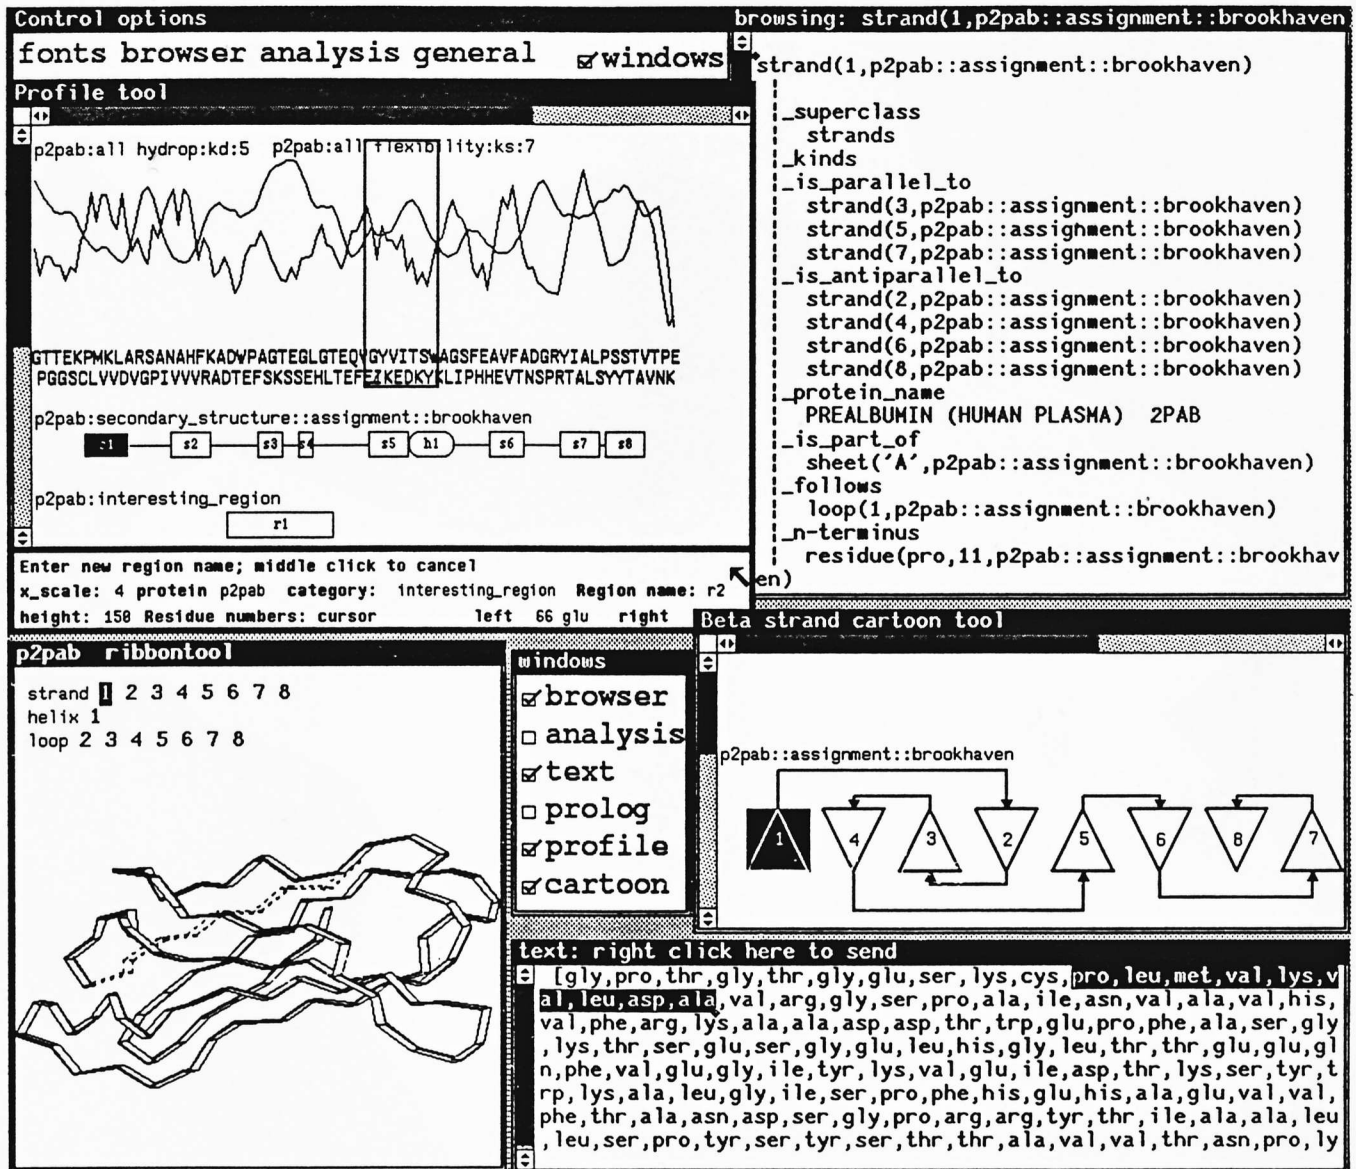 Control options
fonts browser analysis general windows
Profile tool
p2pab:all hydrop:kd:5 p2pab:all flexibility:ks:7
GTTEKPMKLARSANAHFKADWPAGTEGLGTEQVGYVITSWAGSFEAVFADGRYIALPSSTVTPE
PGGSCLVVDVGPIVVVRADTEFSKSSEHLTEFEIKEDKYKLIPHHEVTNSPRTALSYYTAVNK
p2pab:secondary_structure::assignment::brookhaven
s1 s2 s3 s4 s5 h1 s6 s7 s8
p2pab:interesting_region
r1
Enter new region name; middle click to cancel
x_scale: 4 protein p2pab category: interesting_region Region name: r2
height: 150 Residue numbers: cursor left 66 glu right
browsing: strand(1,p2pab::assignment::brookhaven
strand(1,p2pab::assignment::brookhaven)
_superclass
strands
_kinds
_is_parallel_to
strand(3,p2pab::assignment::brookhaven)
strand(5,p2pab::assignment::brookhaven)
strand(7,p2pab::assignment::brookhaven)
_is_antiparallel_to
strand(2,p2pab::assignment::brookhaven)
strand(4,p2pab::assignment::brookhaven)
strand(6,p2pab::assignment::brookhaven)
strand(8,p2pab::assignment::brookhaven)
_protein_name
PREALBUMIN (HUMAN PLASMA) 2PAB
_is_part_of
sheet('A',p2pab::assignment::brookhaven)
_follows
loop(1,p2pab::assignment::brookhaven)
_n-terminus
residue(pro,11,p2pab::assignment::brookhav
en)
p2pab ribbontool
strand 1 2 3 4 5 6 7 8
helix 1
loop 2 3 4 5 6 7 8
windows
browser
analysis
text
prolog
profile
cartoon
Beta strand cartoon tool
p2pab::assignment::brookhaven
1 4 3 2 5 6 8 7
text: right click here to send
[gly,pro,thr,gly,thr,gly,glu,ser,lys,cys,pro,leu,met,val,lys,v
al,leu,asp,ala,val,arg,gly,ser,pro,ala,ile,asn,val,ala,val,his,
val,phe,arg,lys,ala,ala,asp,asp,thr,trp,glu,pro,phe,ala,ser,gly
,lys,thr,ser,glu,ser,gly,glu,leu,his,gly,leu,thr,thr,glu,glu,gl
n,phe,val,glu,gly,ile,tyr,lys,val,glu,ile,asp,thr,lys,ser,tyr,t
rp,lys,ala,leu,gly,ile,ser,pro,phe,his,glu,his,ala,glu,val,val,
phe,thr,ala,asn,asp,ser,gly,pro,arg,arg,tyr,thr,ile,ala,ala,leu
,leu,ser,pro,tyr,ser,tyr,ser,thr,thr,ala,val,val,thr,asn,pro,ly